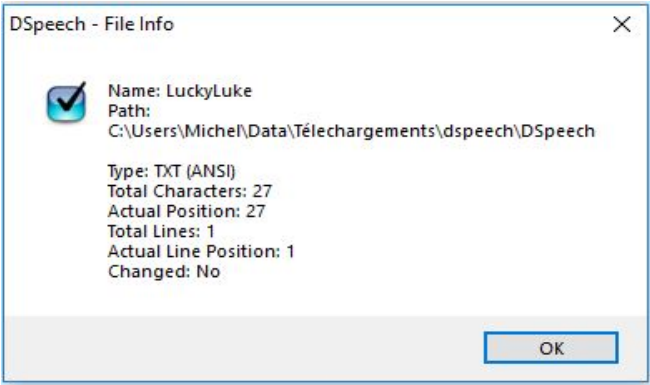 DSpeech - File Info
Name: LuckyLuke
Path:
C:\Users\Michel\Data\Télechargements\dspeech\DSpeech
Type: TXT (ANSI)
Total Characters: 27
Actual Position: 27
Total Lines: 1
Actual Line Position: 1
Changed: No
OK